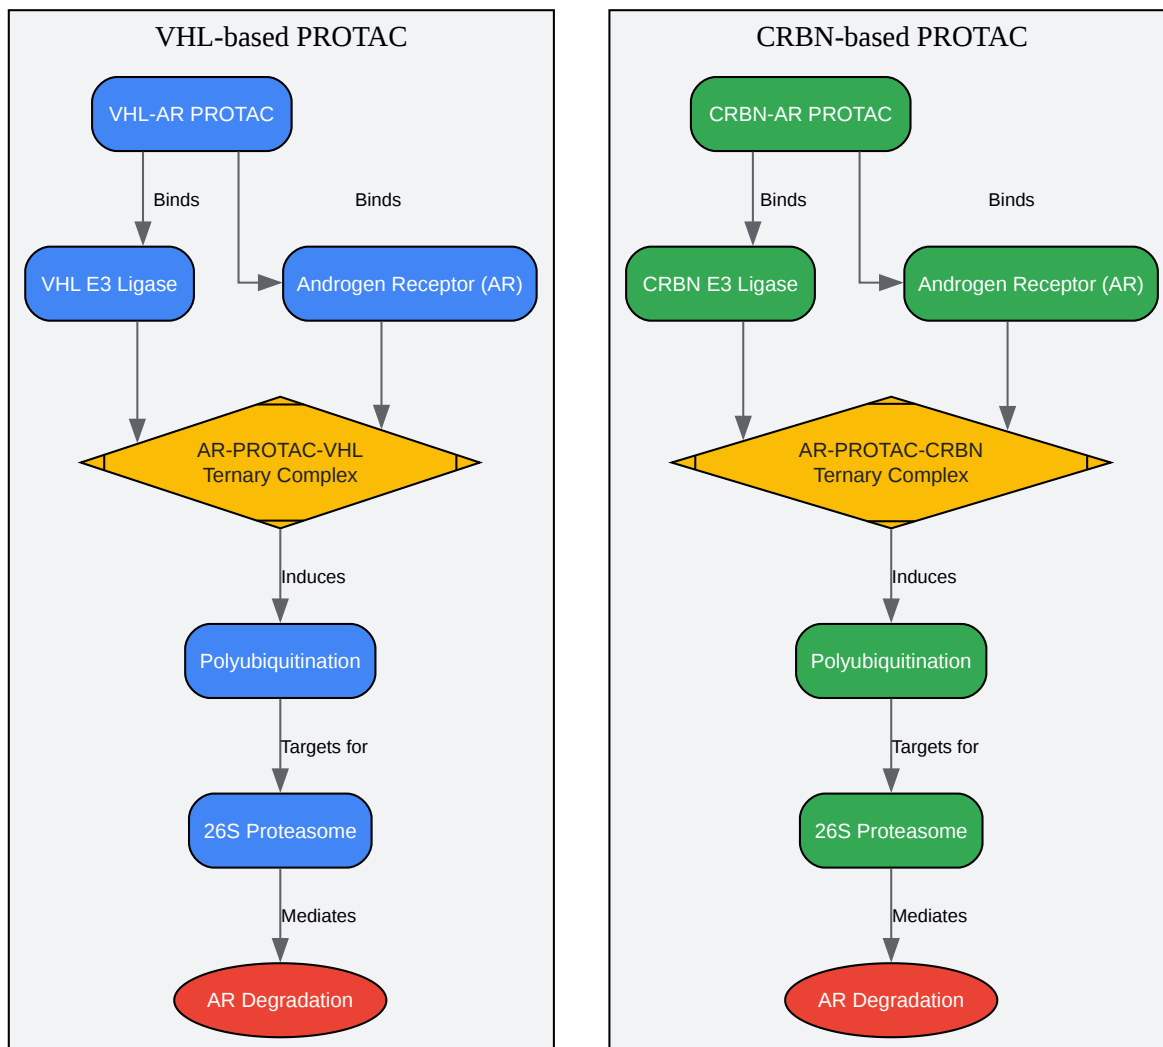 VHL-based PROTAC
VHL-AR PROTAC
Binds
Binds
VHL E3 Ligase
Androgen Receptor (AR)
AR-PROTAC-VHL
Ternary Complex
Induces
Polyubiquitination
Targets for
26S Proteasome
Mediates
AR Degradation
CRBN-based PROTAC
CRBN-AR PROTAC
Binds
Binds
CRBN E3 Ligase
Androgen Receptor (AR)
AR-PROTAC-CRBN
Ternary Complex
Induces
Polyubiquitination
Targets for
26S Proteasome
Mediates
AR Degradation